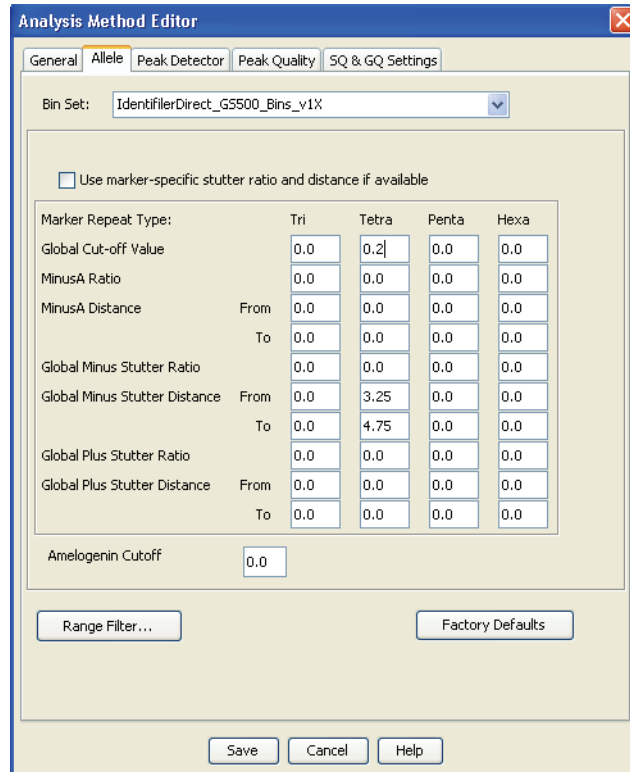 Analysis Method Editor
General Allele Peak Detector Peak Quality SQ & GQ Settings
Bin Set: IdentifilerDirect_GS500_Bins_v1X
Use marker-specific stutter ratio and distance if available
Marker Repeat Type: Tri Tetra Penta Hexa
Global Cut-off Value 0.0 0.2 0.0 0.0
MinusA Ratio 0.0 0.0 0.0 0.0
MinusA Distance From 0.0 0.0 0.0 0.0
To 0.0 0.0 0.0 0.0
Global Minus Stutter Ratio 0.0 0.0 0.0 0.0
Global Minus Stutter Distance From 0.0 3.25 0.0 0.0
To 0.0 4.75 0.0 0.0
Global Plus Stutter Ratio 0.0 0.0 0.0 0.0
Global Plus Stutter Distance From 0.0 0.0 0.0 0.0
To 0.0 0.0 0.0 0.0
Amelogenin Cutoff 0.0
Range Filter... Factory Defaults
Save Cancel Help